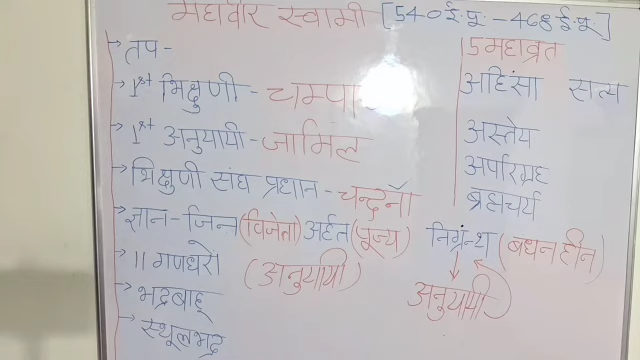 महावीर स्वामी [540 ई.पू. - 468 ई.पू.]
→ तप -
→ 1st भिक्षुणी - चम्पा
→ 1st अनुयायी - जामिल
→ भिक्षुणी संघ प्रधान - चन्दनाँ
→ ज्ञान - जिन्न (विजेता) अर्हत (पूज्य) निग्रन्थ (बंधन हीन)
→ 11 गणधरो (अनुयायी)
अनुयायी
→ भद्रबाहू
→ स्थूलभद्र
5 महाव्रत
अहिंसा सत्य
अस्तेय
अपरिग्रह
ब्रह्मचर्य